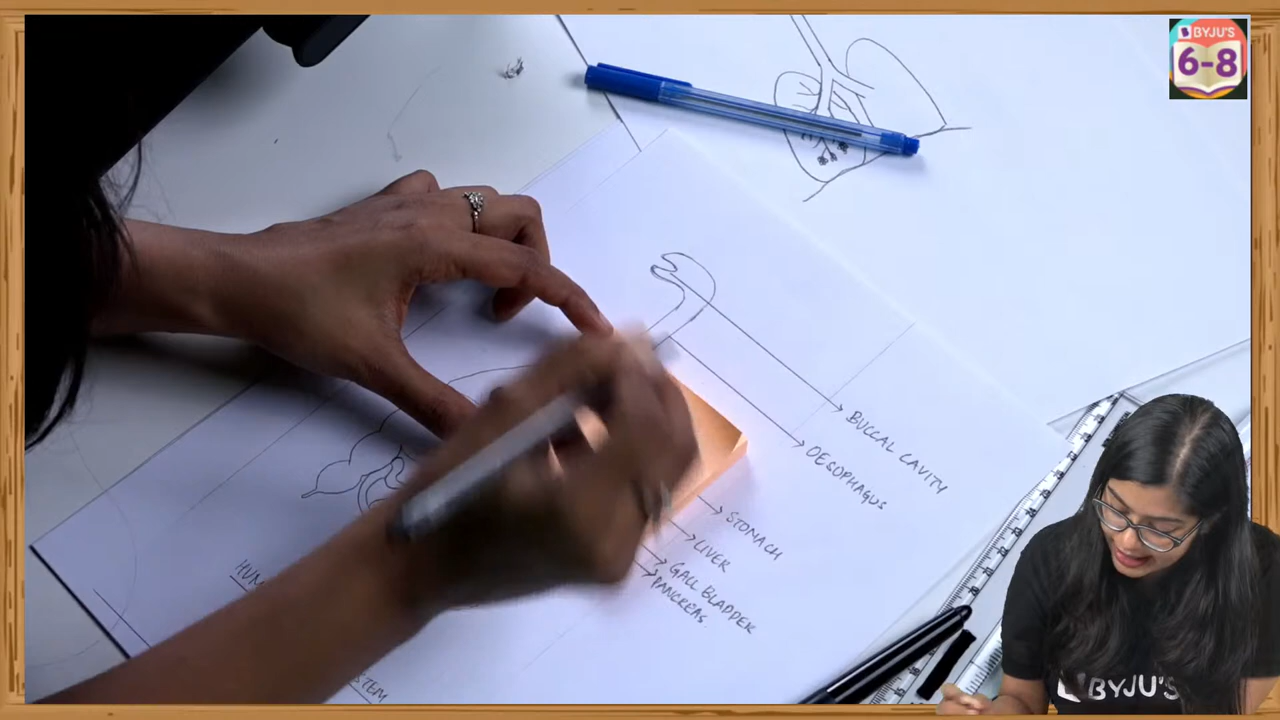 BYJU'S
6-8
BUCCAL CAVITY
OESOPHAGUS
STOMACH
LIVER
GALL BLADDER
PANCREAS
BYJU'S